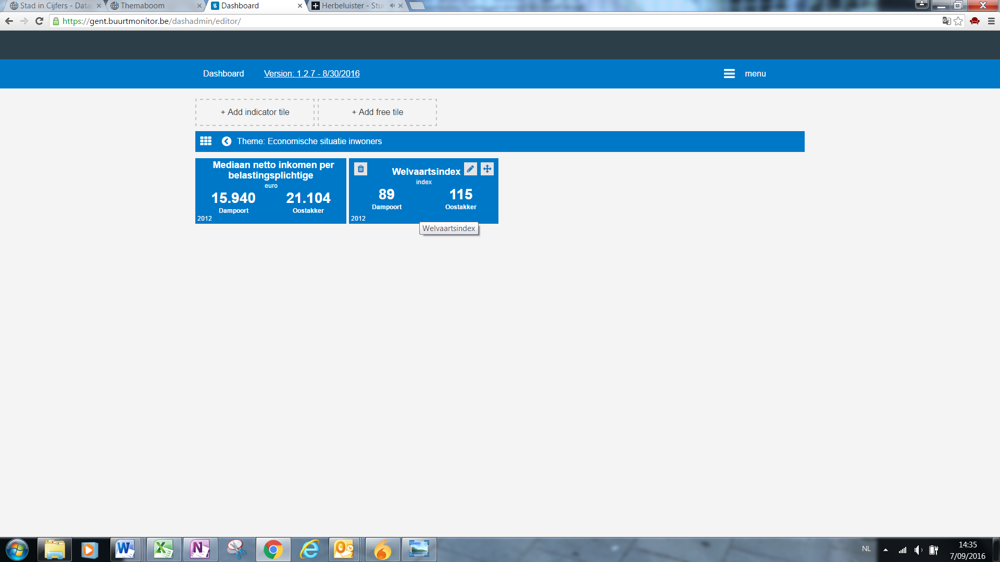 Stad in Cijfers - Data
Themaboom
Dashboard
Herbeluister - Stud
https://gent.buurtmonitor.be/dashadmin/editor/
Dashboard
Version: 1.2.7 - 8/30/2016
menu
+ Add indicator tile
+ Add free tile
Theme: Economische situatie inwoners
Mediaan netto inkomen per
belastingsplichtige
euro
15.940
21.104
Dampoort
Oostakker
2012
Welvaartsindex
index
89
115
Dampoort
Oostakker
2012
Welvaartsindex
NL
14:35
7/09/2016